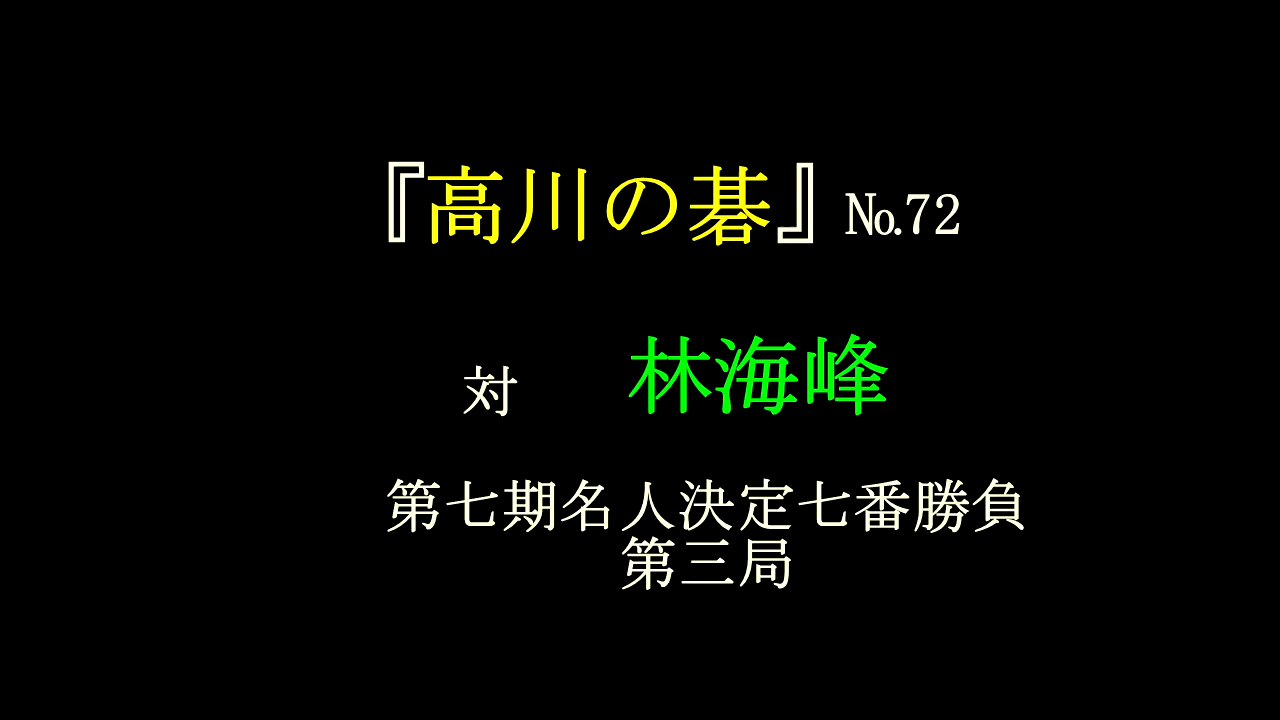 『高川の碁』 №.72
対 林海峰
第七期名人決定七番勝負
第三局